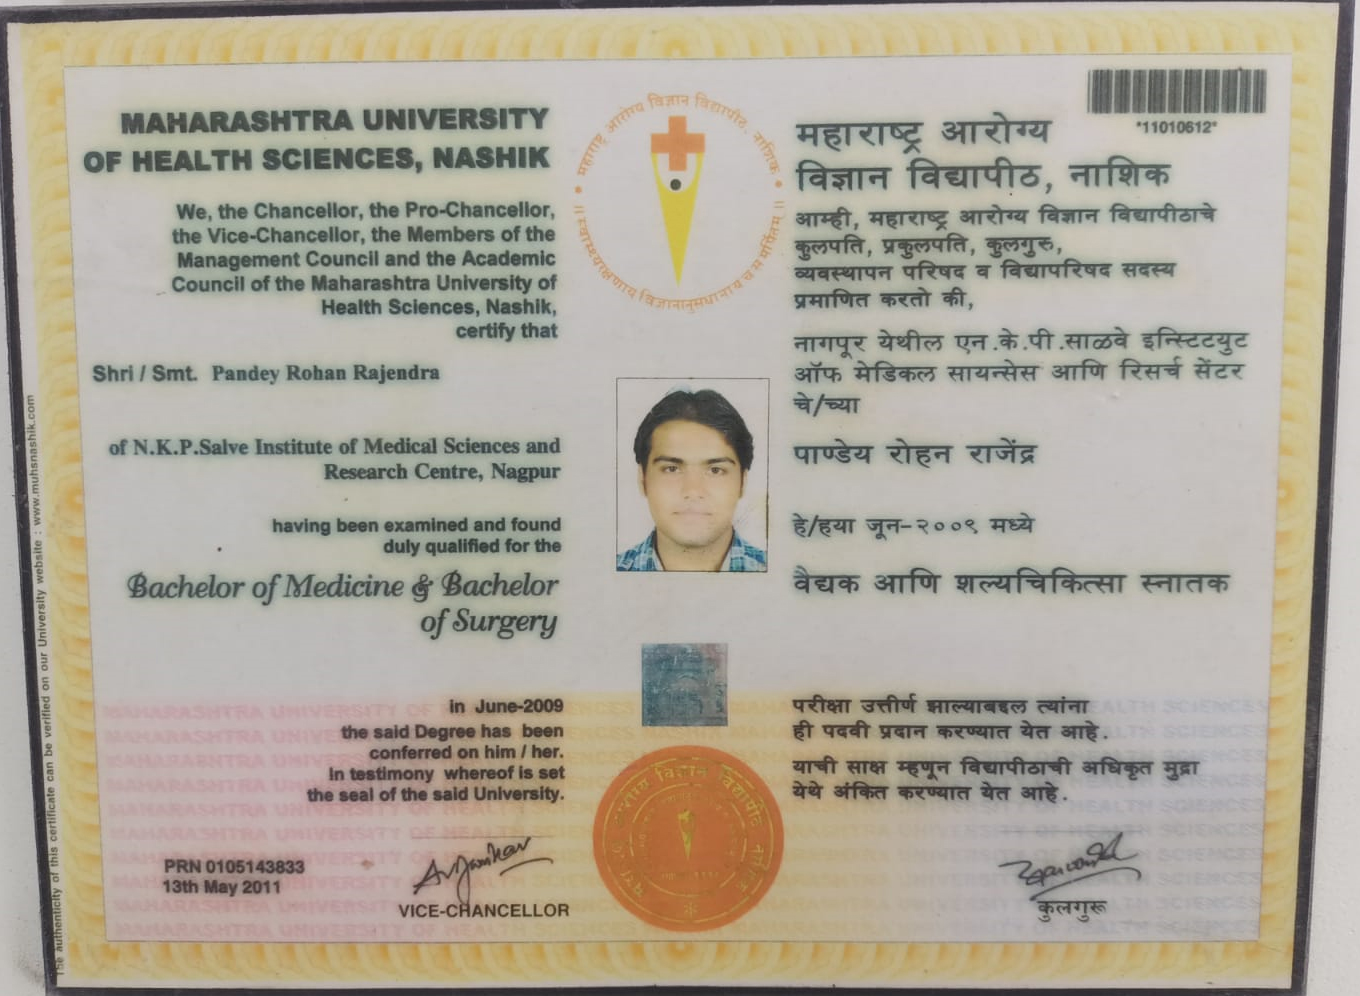 MAHARASHTRA UNIVERSITY
OF HEALTH SCIENCES, NASHIK
We, the Chancellor, the Pro-Chancellor,
the Vice-Chancellor, the Members of the
Management Council and the Academic
Council of the Maharashtra University of
Health Sciences, Nashik,
certify that
Shri / Smt. Pandey Rohan Rajendra
of N.K.P.Salve Institute of Medical Sciences and
Research Centre, Nagpur
having been examined and found
duly qualified for the
Bachelor of Medicine & Bachelor
of Surgery
in June-2009
the said Degree has been
conferred on him / her.
In testimony whereof is set
the seal of the said University.
PRN 0105143833
13th May 2011
VICE-CHANCELLOR
महाराष्ट्र आरोग्य विज्ञान विद्यापीठ, नाशिक
*11010612*
महाराष्ट्र आरोग्य
विज्ञान विद्यापीठ, नाशिक
आम्ही, महाराष्ट्र आरोग्य विज्ञान विद्यापीठाचे
कुलपति, प्रकुलपति, कुलगुरू,
व्यवस्थापन परिषद व विद्यापरिषद सदस्य
प्रमाणित करतो की,
नागपूर येथील एन.के.पी.साळवे इन्स्टिटयुट
ऑफ मेडिकल सायन्सेस आणि रिसर्च सेंटर
चे/च्या
पाण्डेय रोहन राजेंद्र
हे/हया जून-२००९ मध्ये
वैद्यक आणि शल्यचिकित्सा स्नातक
परीक्षा उत्तीर्ण झाल्याबद्दल त्यांना
ही पदवी प्रदान करण्यात येत आहे.
याची साक्ष म्हणून विद्यापीठाची अधिकृत मुद्रा
येथे अंकित करण्यात येत आहे.
कुलगुरू
The authenticity of this certificate can be verified on our University website : www.muhsnashik.com